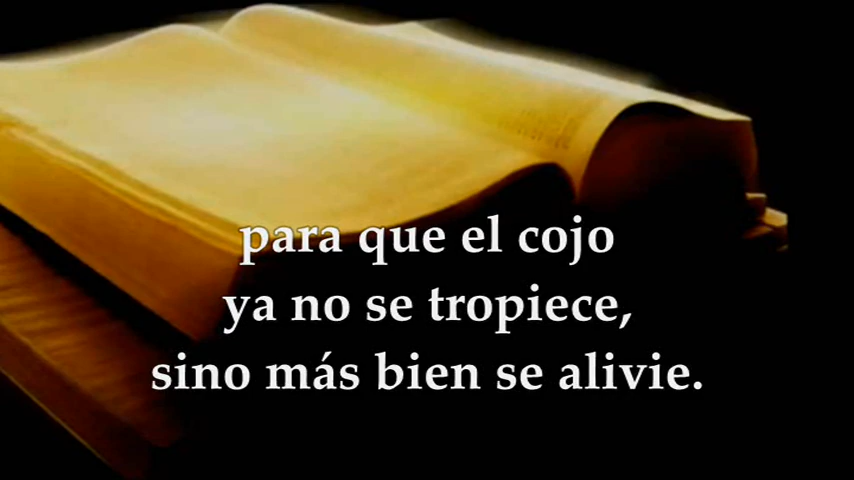 para que el cojo
ya no se tropiece,
sino más bien se alivie.